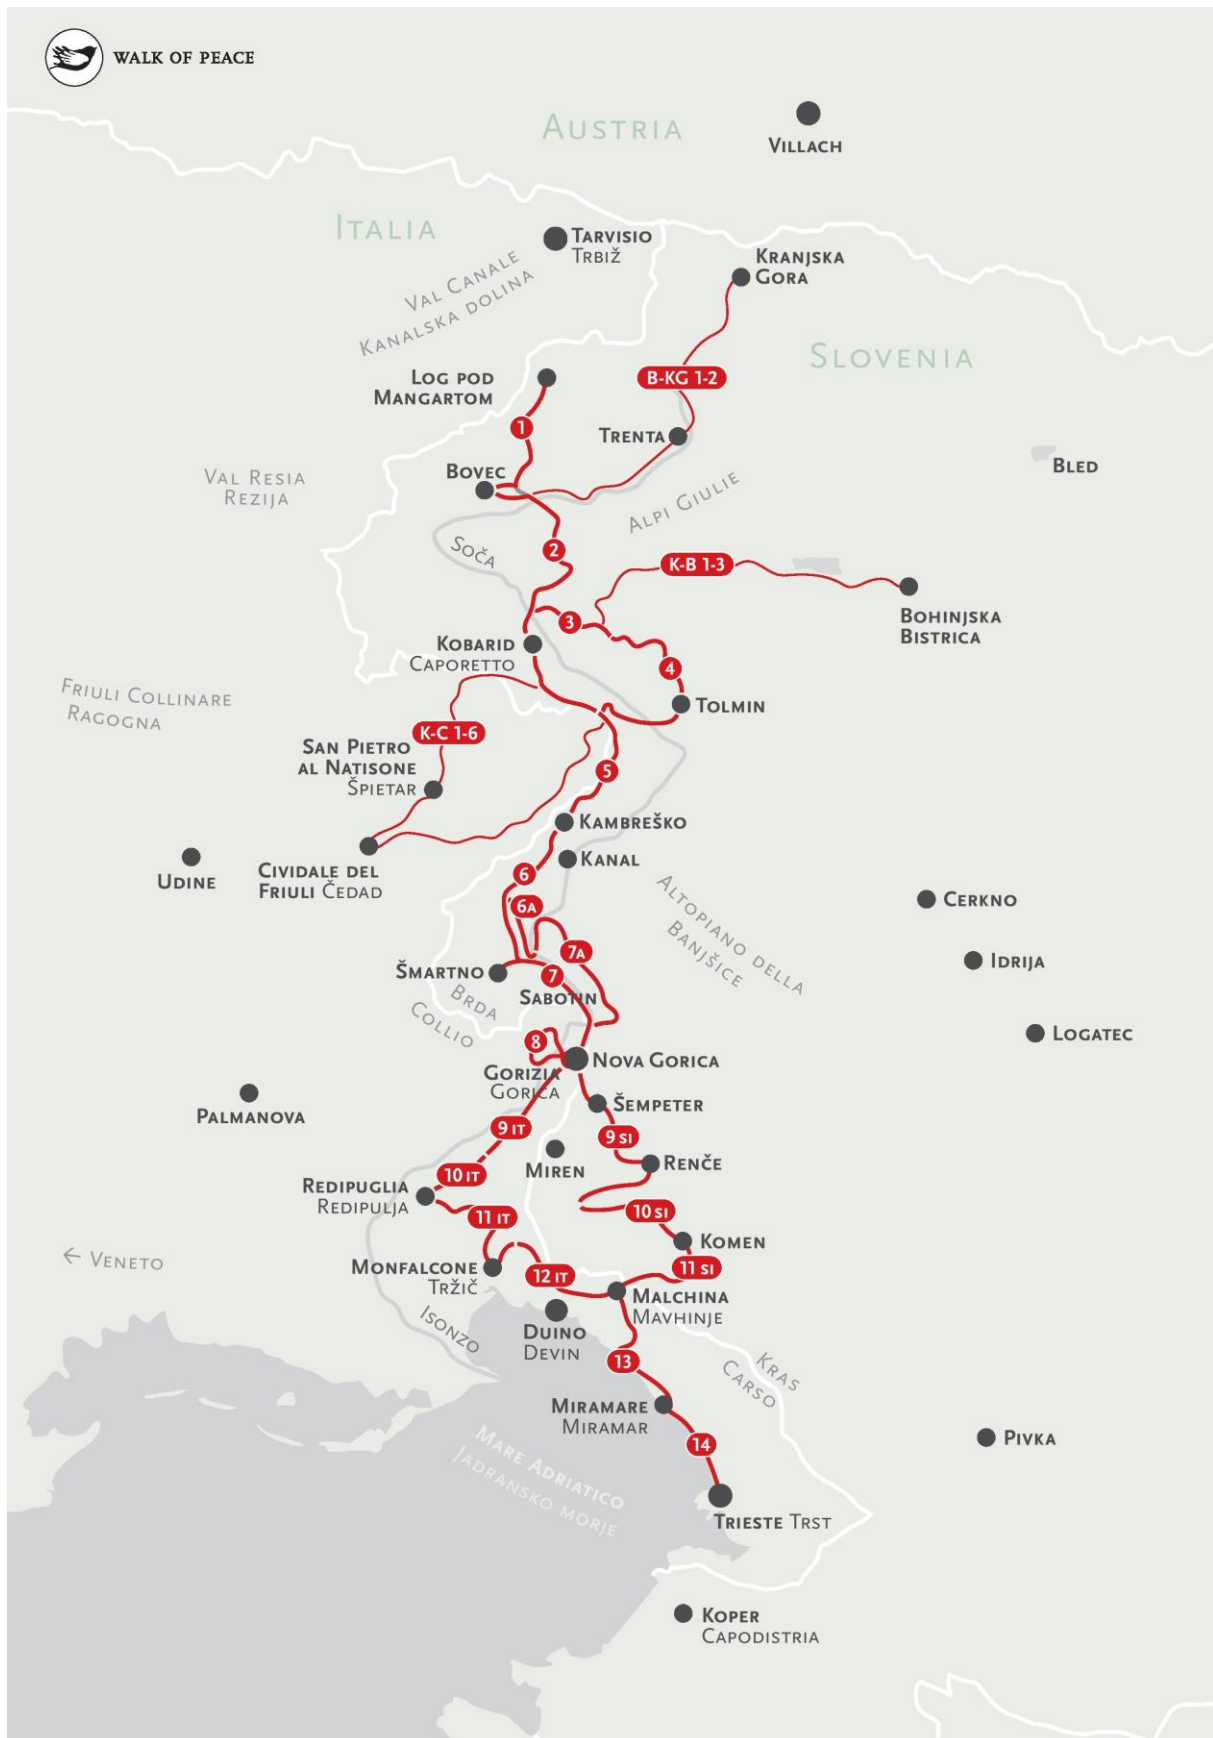 WALK OF PEACE
AUSTRIA
VILLACH
ITALIA
TARVISIO
TRBIŽ
KRANJSKA
GORA
VAL CANALE
KANALSKA DOLINA
SLOVENIA
LOG POD
MANGARTOM
B-KG 1-2
1
TRENTA
BLED
BOVEC
VAL RESIA
REZIJA
ALPI GIULIE
SOČA
2
K-B 1-3
BOHINJSKA
BISTRICA
3
KOBARID
CAPORETTO
4
FRIULI COLLINARE
RAGOGNA
TOLMIN
K-C 1-6
SAN PIETRO
AL NATISONE
ŠPIETAR
5
KAMBREŠKO
KANAL
UDINE
CIVIDALE DEL
FRIULI ČEDAD
6
6A
ALTOPIANO DELLA
BANJŠICE
CERKNO
7A
IDRIJA
ŠMARTNO
7
SABOTIN
BRDA
COLLIO
LOGATEC
8
NOVA GORICA
GORIZIA
GORICA
PALMANOVA
ŠEMPETER
9 IT
9 SI
MIREN
RENČE
10 IT
REDIPUGLIA
REDIPULJA
11 IT
10 SI
KOMEN
← VENETO
MONFALCONE
TRŽIČ
12 IT
11 SI
MALCHINA
MAVHINJE
ISONZO
DUINO
DEVIN
13
KRAS
CARSO
MIRAMARE
MIRAMAR
MARE ADRIATICO
JADRANSKO MORJE
14
PIVKA
TRIESTE TRST
KOPER
CAPODISTRIA